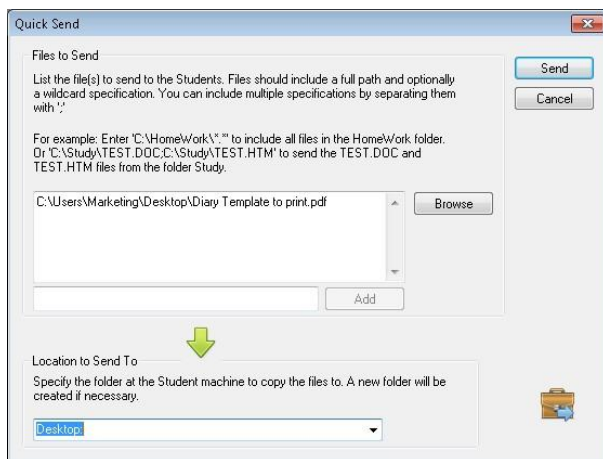 Quick Send
Files to Send
List the file(s) to send to the Students. Files should include a full path and optionally
a wildcard specification. You can include multiple specifications by separating them
with ';'
For example: Enter 'C:\HomeWork\*.*' to include all files in the HomeWork folder.
Or 'C:\Study\TEST.DOC;C:\Study\TEST.HTM' to send the TEST.DOC and
TEST.HTM files from the folder Study.
C:\Users\Marketing\Desktop\Diary Template to print.pdf
Browse
Add
Send
Cancel
Location to Send To
Specify the folder at the Student machine to copy the files to. A new folder will be
created if necessary.
Desktop: